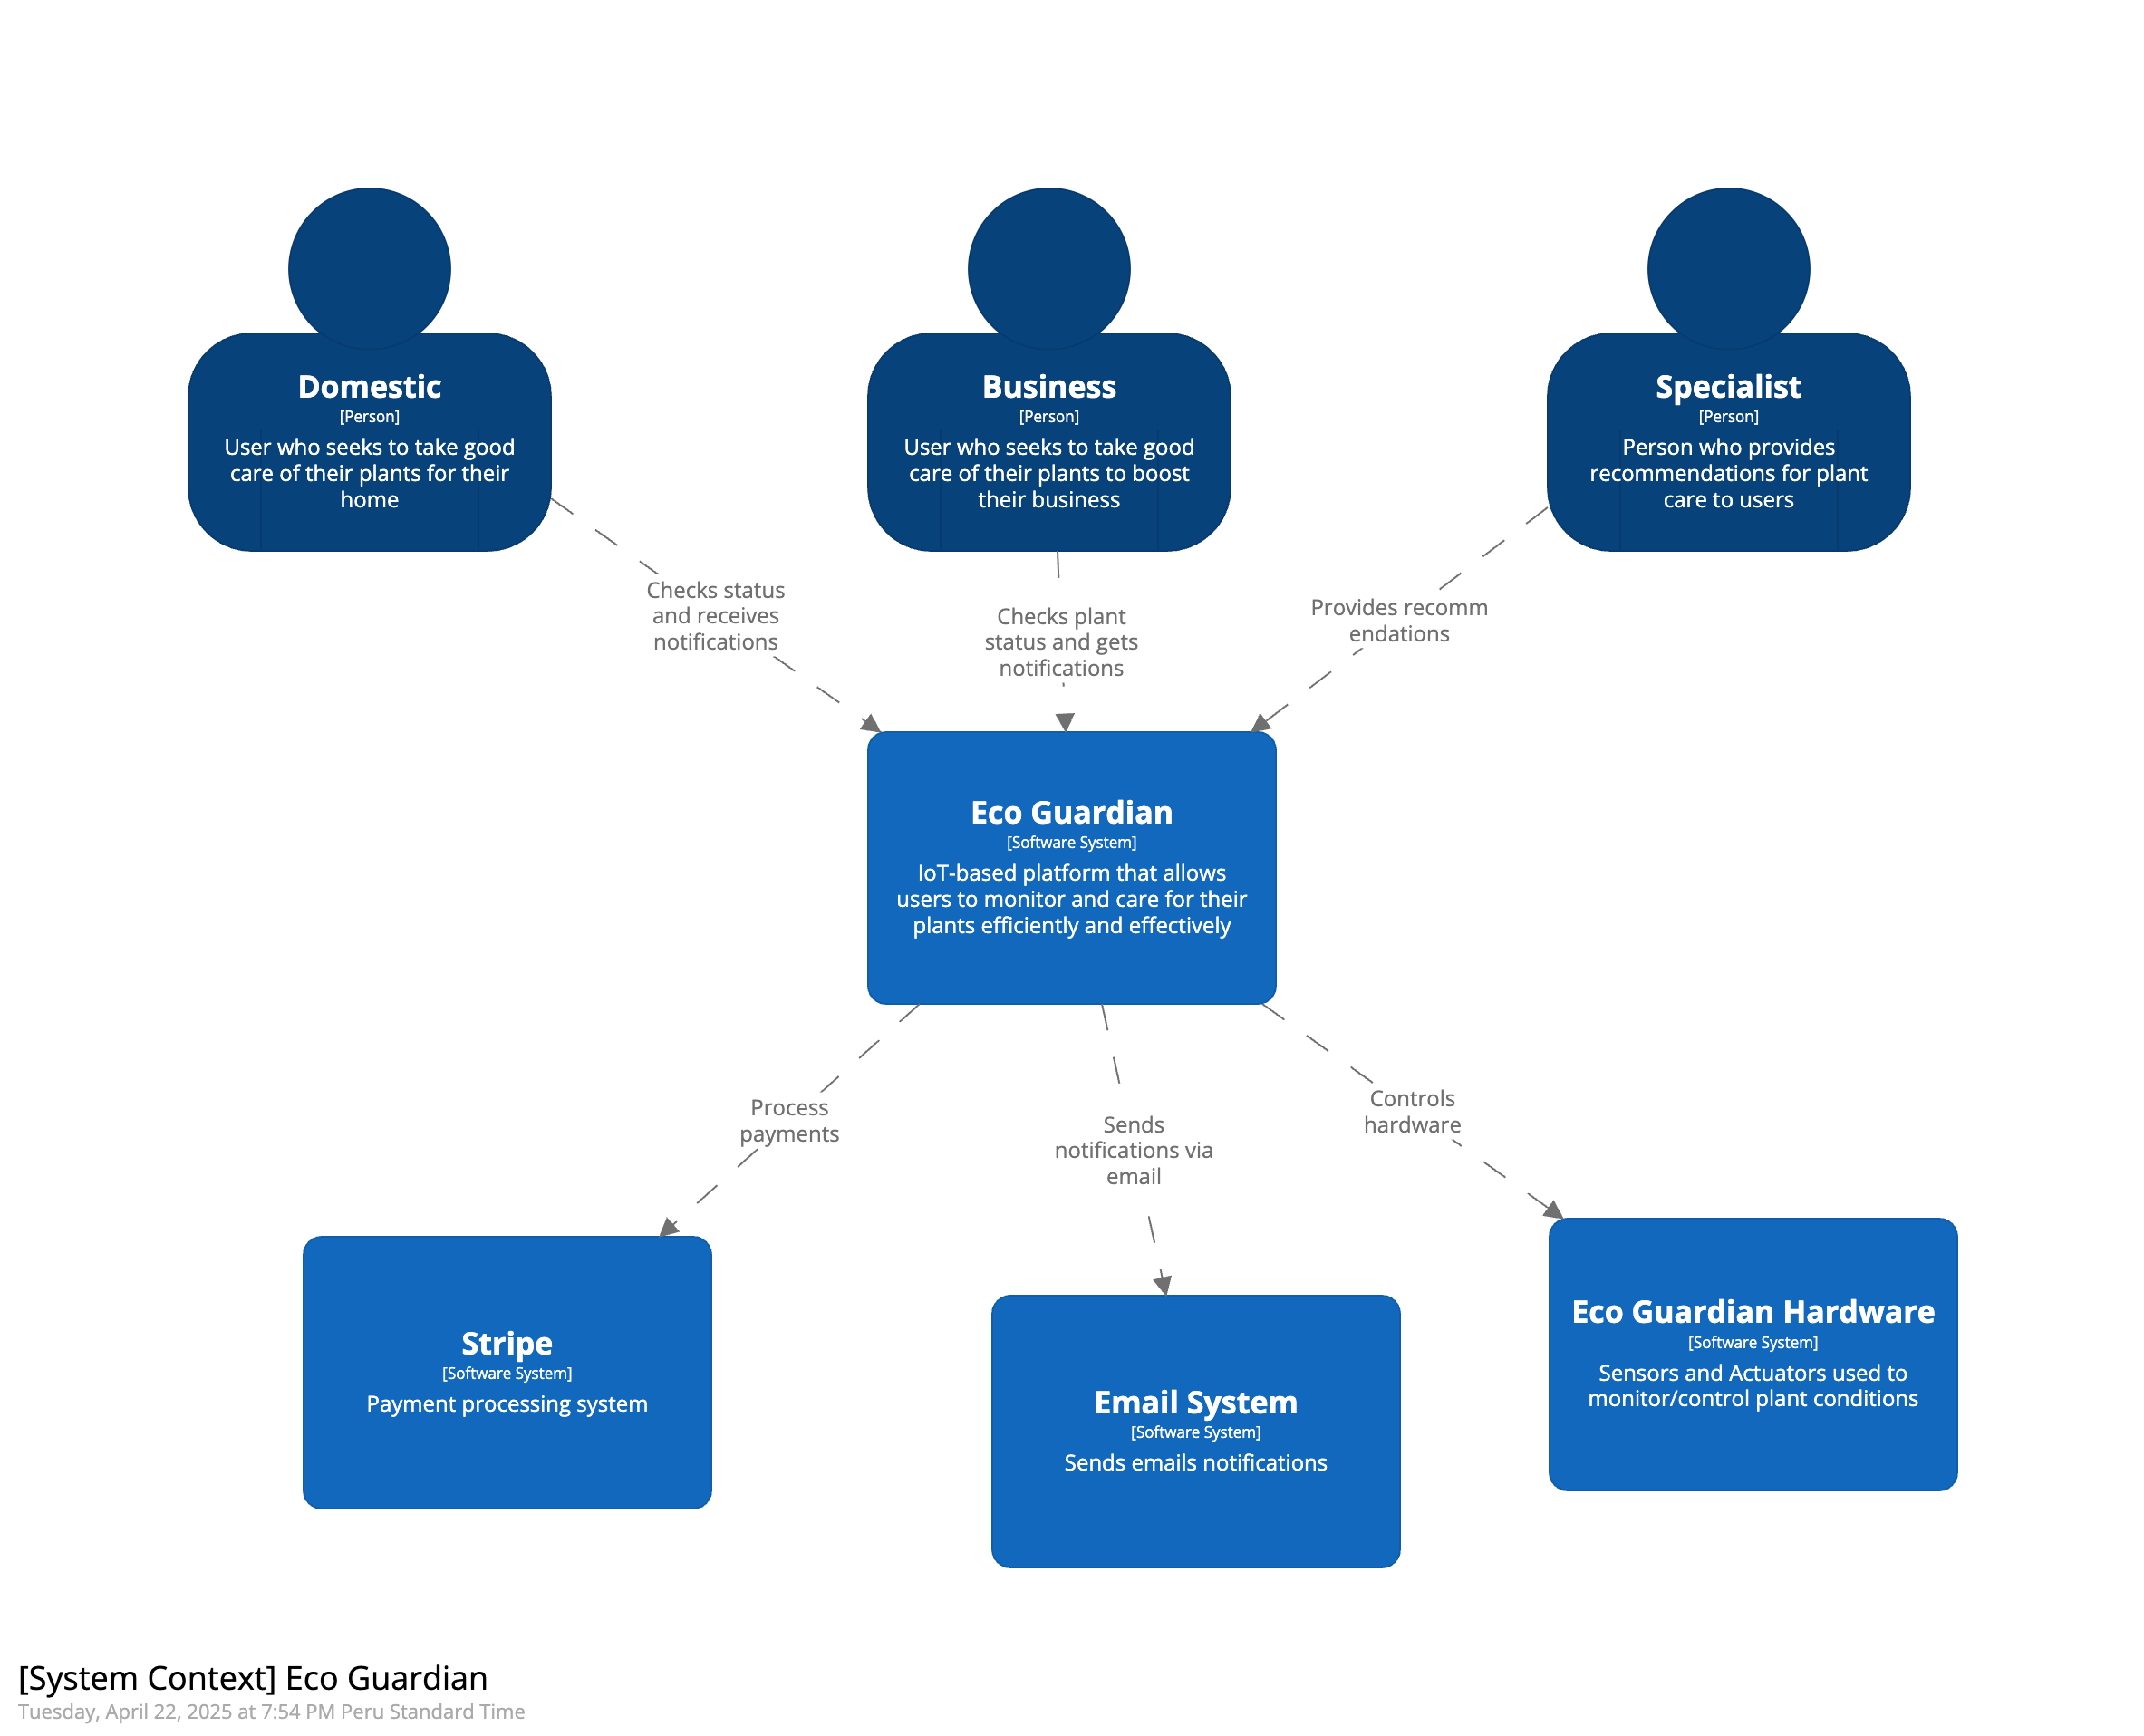 Domestic
[Person]
User who seeks to take good
care of their plants for their
home
Business
[Person]
User who seeks to take good
care of their plants to boost
their business
Specialist
[Person]
Person who provides
recommendations for plant
care to users
Checks status
and receives
notifications
Checks plant
status and gets
notifications
Provides recomm
endations
Eco Guardian
[Software System]
IoT-based platform that allows
users to monitor and care for their
plants efficiently and effectively
Process
payments
Sends
notifications via
email
Controls
hardware
Stripe
[Software System]
Payment processing system
Email System
[Software System]
Sends emails notifications
Eco Guardian Hardware
[Software System]
Sensors and Actuators used to
monitor/control plant conditions
[System Context] Eco Guardian
Tuesday, April 22, 2025 at 7:54 PM Peru Standard Time